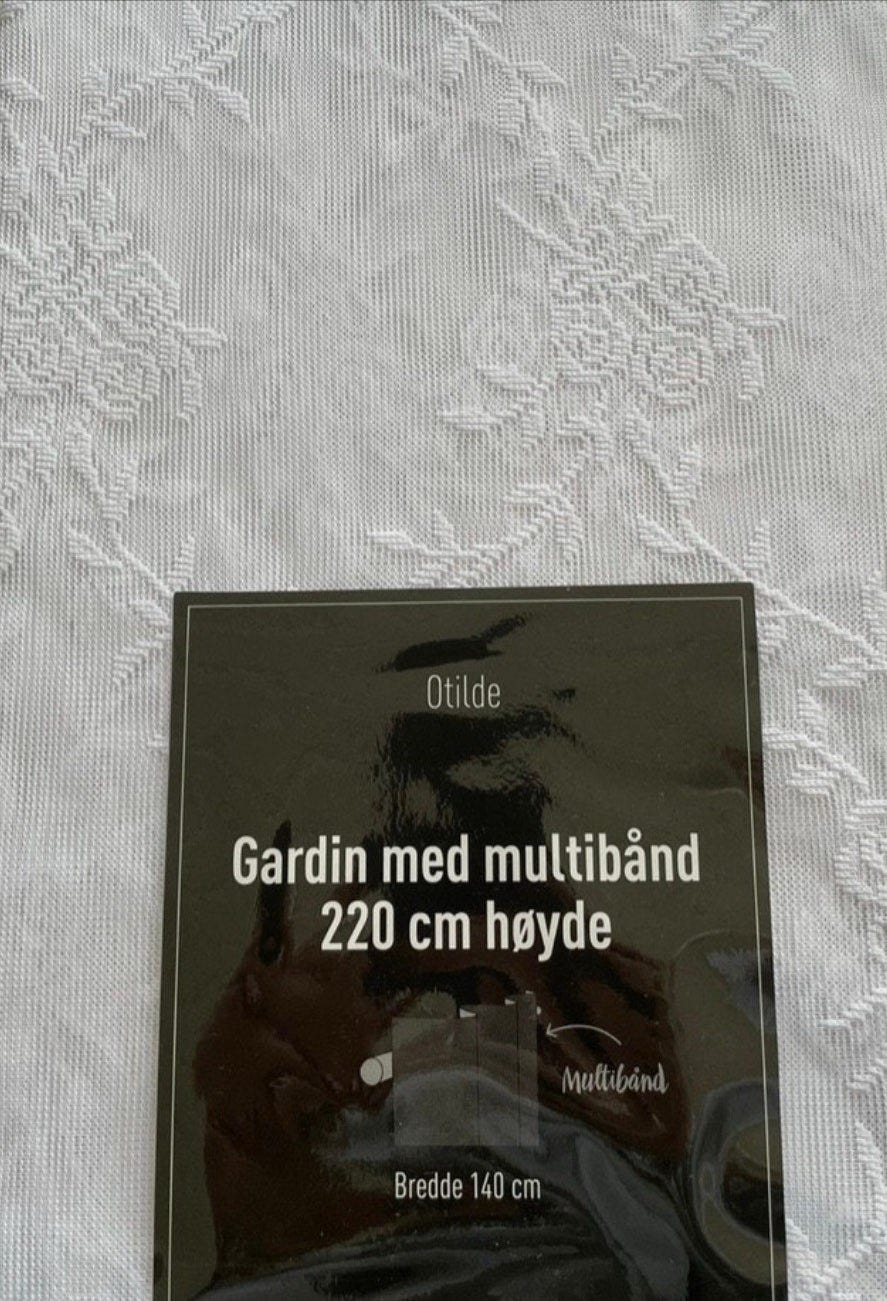 Otilde
Gardin med multibånd
220 cm høyde
Multibånd
Bredde 140 cm